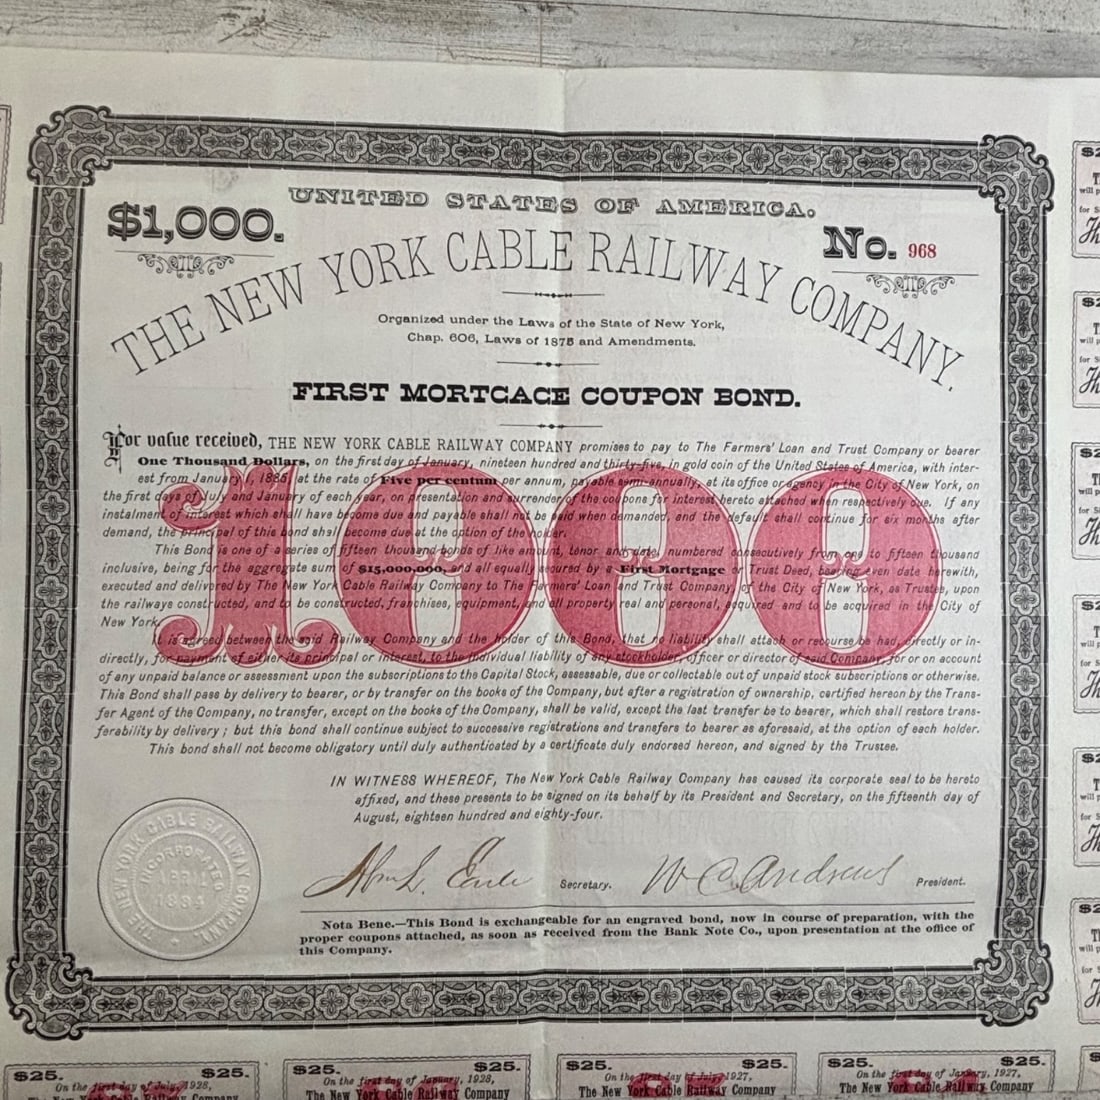 $1,000.
UNITED STATES OF AMERICA.
No. 968
THE NEW YORK CABLE RAILWAY COMPANY.
Organized under the Laws of the State of New York,
Chap. 606, Laws of 1875 and Amendments.
FIRST MORTGAGE COUPON BOND.
For value received, THE NEW YORK CABLE RAILWAY COMPANY promises to pay to The Farmers' Loan and Trust Company or bearer
One Thousand Dollars, on the first day of January, nineteen hundred and thirty-five, in gold coin of the United States of America, with inter-
est from January 1, 1885 at the rate of Five per centum per annum, payable semi-annually, at its office or agency in the City of New York, on
the first days of July and January of each year, on presentation and surrender of the coupons for interest hereto attached when respectively due. If any
instalment of interest which shall have become due and payable shall not be paid when demanded, and the default shall continue for six months after
demand, the principal of this bond shall become due at the option of the holder.
This Bond is one of a series of fifteen thousand bonds of like amount, tenor and date, numbered consecutively from one to fifteen thousand
inclusive, being for the aggregate sum of $15,000,000, and all equally secured by a First Mortgage or Trust Deed, bearing even date herewith,
executed and delivered by The New York Cable Railway Company to The Farmers' Loan and Trust Company of the City of New York, as Trustee, upon
the railways constructed, and to be constructed, franchises, equipment, and all property real and personal, acquired and to be acquired in the City of
New York.
It is agreed between the said Railway Company and the holder of this Bond, that no liability shall attach or recourse be had, directly or in-
directly, for payment of either its principal or interest, to the individual liability of any stockholder, officer or director of said Company, for or on account
of any unpaid balance or assessment upon the subscriptions to the Capital Stock, assessable, due or collectable out of unpaid stock subscriptions or otherwise.
This Bond shall pass by delivery to bearer, or by transfer on the books of the Company, but after a registration of ownership, certified hereon by the Trans-
fer Agent of the Company, no transfer, except on the books of the Company, shall be valid, except the last transfer be to bearer, which shall restore trans-
ferability by delivery; but this bond shall continue subject to successive registrations and transfers to bearer as aforesaid, at the option of each holder.
This bond shall not become obligatory until duly authenticated by a certificate duly endorsed hereon, and signed by the Trustee.
1000
IN WITNESS WHEREOF, The New York Cable Railway Company has caused its corporate seal to be hereto
affixed, and these presents to be signed on its behalf by its President and Secretary, on the fifteenth day of
August, eighteen hundred and eighty-four.
THE NEW YORK CABLE RAILWAY COMPANY.
INCORPORATED
APRIL
1884
Secretary. W C Andrews President.
Nota Bene.—This Bond is exchangeable for an engraved bond, now in course of preparation, with the
proper coupons attached, as soon as received from the Bank Note Co., upon presentation at the office of
this Company.
$25. $25.
On the first day of July, 1928,
The New York Cable Railway Company
$25. $25.
On the first day of January, 1928,
The New York Cable Railway Company
$25. $25.
On the first day of July, 1927,
The New York Cable Railway Company
$25. $25.
On the first day of January, 1927,
The New York Cable Railway Company